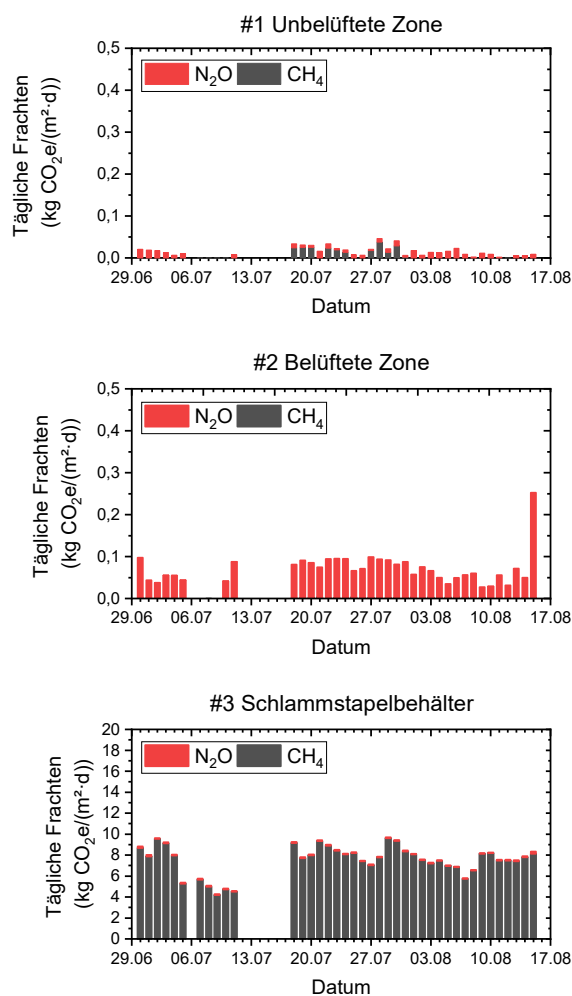 #1 Unbelüftete Zone
0,5
0,4
0,3
0,2
0,1
0,0
Tägliche Frachten
(kg CO₂e/(m²·d))
N₂O CH₄
29.06 06.07 13.07 20.07 27.07 03.08 10.08 17.08
Datum
#2 Belüftete Zone
0,5
0,4
0,3
0,2
0,1
0,0
Tägliche Frachten
(kg CO₂e/(m²·d))
N₂O CH₄
29.06 06.07 13.07 20.07 27.07 03.08 10.08 17.08
Datum
#3 Schlammstapelbehälter
20
18
16
14
12
10
8
6
4
2
0
Tägliche Frachten
(kg CO₂e/(m²·d))
N₂O CH₄
29.06 06.07 13.07 20.07 27.07 03.08 10.08 17.08
Datum